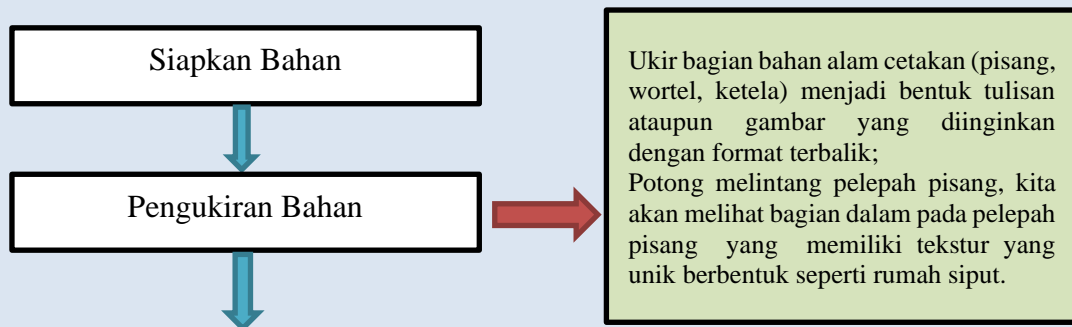 Siapkan Bahan
Pengukiran Bahan
Ukir bagian bahan alam cetakan (pisang,
wortel, ketela) menjadi bentuk tulisan
ataupun gambar yang diinginkan
dengan format terbalik;
Potong melintang pelepah pisang, kita
akan melihat bagian dalam pada pelepah
pisang yang memiliki tekstur yang
unik berbentuk seperti rumah siput.